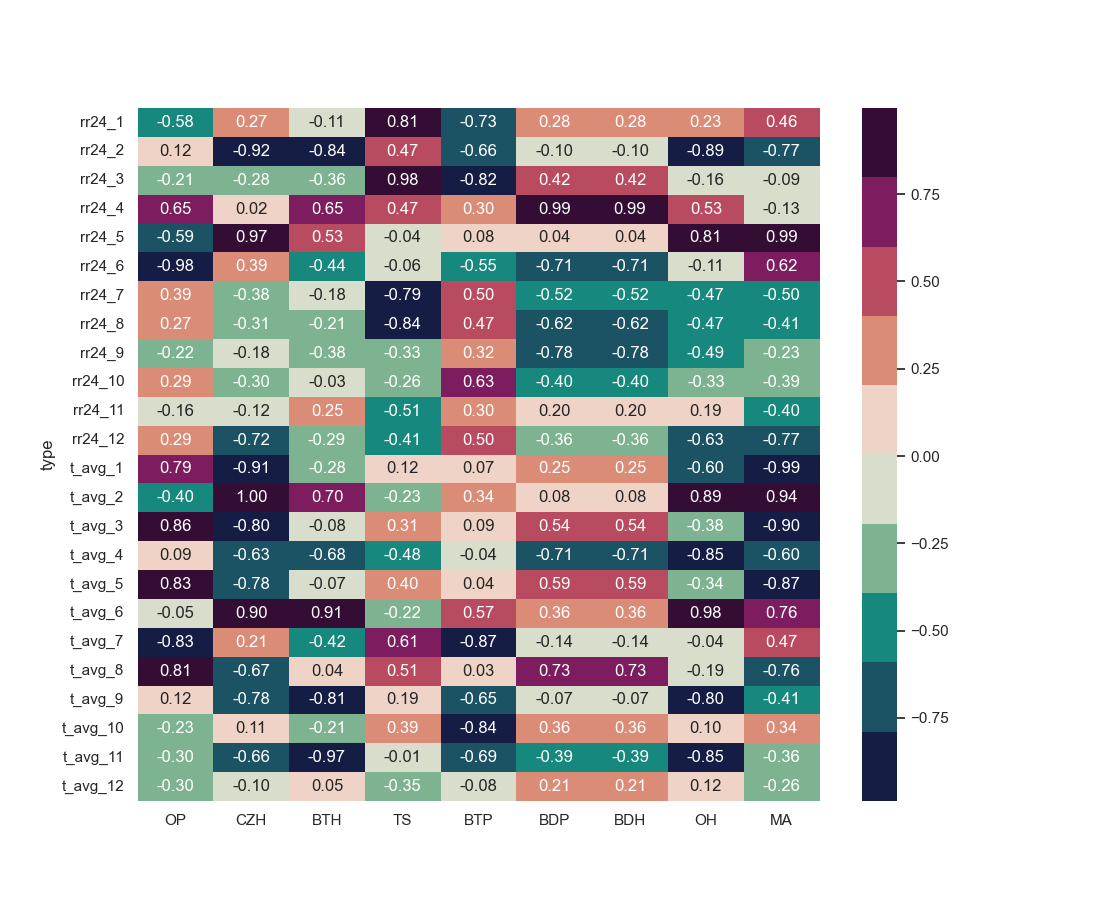 rr24_1 -0.58 0.27 -0.11 0.81 -0.73 0.28 0.28 0.23 0.46
rr24_2 0.12 -0.92 -0.84 0.47 -0.66 -0.10 -0.10 -0.89 -0.77
rr24_3 -0.21 -0.28 -0.36 0.98 -0.82 0.42 0.42 -0.16 -0.09
rr24_4 0.65 0.02 0.65 0.47 0.30 0.99 0.99 0.53 -0.13
rr24_5 -0.59 0.97 0.53 -0.04 0.08 0.04 0.04 0.81 0.99
rr24_6 -0.98 0.39 -0.44 -0.06 -0.55 -0.71 -0.71 -0.11 0.62
rr24_7 0.39 -0.38 -0.18 -0.79 0.50 -0.52 -0.52 -0.47 -0.50
rr24_8 0.27 -0.31 -0.21 -0.84 0.47 -0.62 -0.62 -0.47 -0.41
rr24_9 -0.22 -0.18 -0.38 -0.33 0.32 -0.78 -0.78 -0.49 -0.23
rr24_10 0.29 -0.30 -0.03 -0.26 0.63 -0.40 -0.40 -0.33 -0.39
rr24_11 -0.16 -0.12 0.25 -0.51 0.30 0.20 0.20 0.19 -0.40
rr24_12 0.29 -0.72 -0.29 -0.41 0.50 -0.36 -0.36 -0.63 -0.77
t_avg_1 0.79 -0.91 -0.28 0.12 0.07 0.25 0.25 -0.60 -0.99
t_avg_2 -0.40 1.00 0.70 -0.23 0.34 0.08 0.08 0.89 0.94
t_avg_3 0.86 -0.80 -0.08 0.31 0.09 0.54 0.54 -0.38 -0.90
t_avg_4 0.09 -0.63 -0.68 -0.48 -0.04 -0.71 -0.71 -0.85 -0.60
t_avg_5 0.83 -0.78 -0.07 0.40 0.04 0.59 0.59 -0.34 -0.87
t_avg_6 -0.05 0.90 0.91 -0.22 0.57 0.36 0.36 0.98 0.76
t_avg_7 -0.83 0.21 -0.42 0.61 -0.87 -0.14 -0.14 -0.04 0.47
t_avg_8 0.81 -0.67 0.04 0.51 0.03 0.73 0.73 -0.19 -0.76
t_avg_9 0.12 -0.78 -0.81 0.19 -0.65 -0.07 -0.07 -0.80 -0.41
t_avg_10 -0.23 0.11 -0.21 0.39 -0.84 0.36 0.36 0.10 0.34
t_avg_11 -0.30 -0.66 -0.97 -0.01 -0.69 -0.39 -0.39 -0.85 -0.36
t_avg_12 -0.30 -0.10 0.05 -0.35 -0.08 0.21 0.21 0.12 -0.26
OP CZH BTH TS BTP BDP BDH OH MA
type
0.75
0.50
0.25
0.00
−0.25
−0.50
−0.75